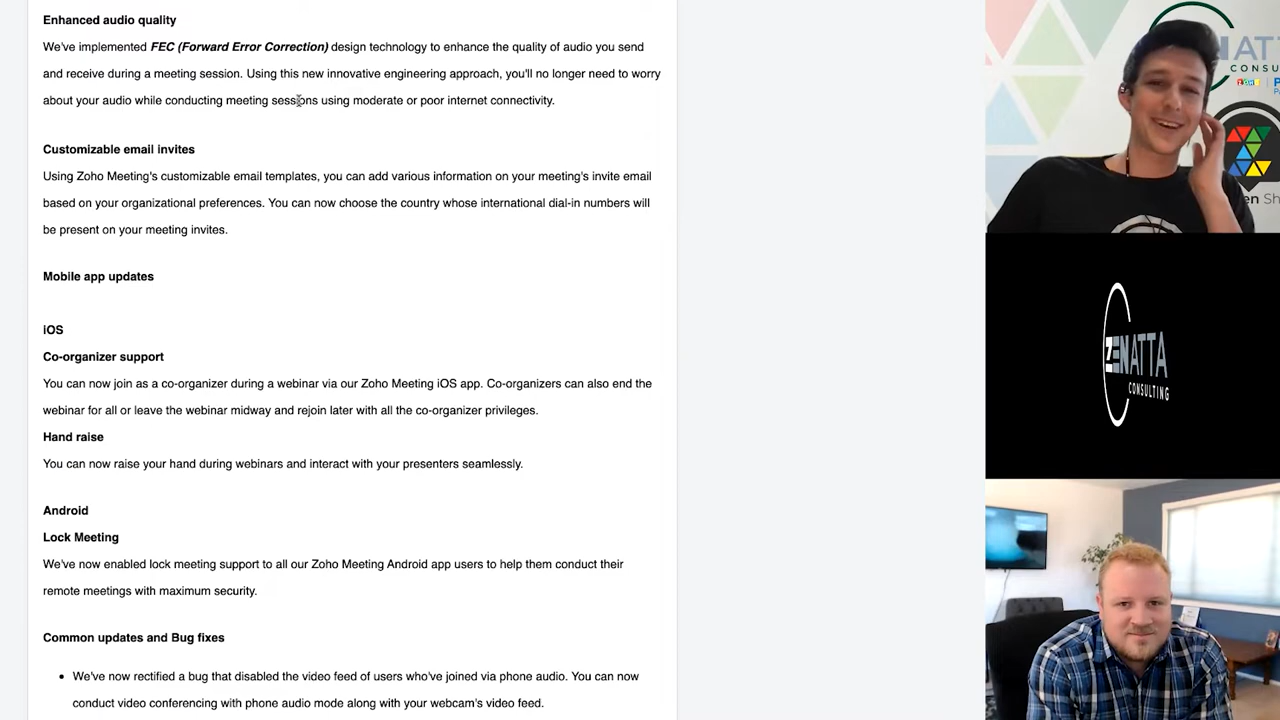 Enhanced audio quality
We've implemented FEC (Forward Error Correction) design technology to enhance the quality of audio you send
and receive during a meeting session. Using this new innovative engineering approach, you'll no longer need to worry
about your audio while conducting meeting sessions using moderate or poor internet connectivity.
Customizable email invites
Using Zoho Meeting's customizable email templates, you can add various information on your meeting's invite email
based on your organizational preferences. You can now choose the country whose international dial-in numbers will
be present on your meeting invites.
Mobile app updates
iOS
Co-organizer support
You can now join as a co-organizer during a webinar via our Zoho Meeting iOS app. Co-organizers can also end the
webinar for all or leave the webinar midway and rejoin later with all the co-organizer privileges.
Hand raise
You can now raise your hand during webinars and interact with your presenters seamlessly.
Android
Lock Meeting
We've now enabled lock meeting support to all our Zoho Meeting Android app users to help them conduct their
remote meetings with maximum security.
Common updates and Bug fixes
We've now rectified a bug that disabled the video feed of users who've joined via phone audio. You can now
conduct video conferencing with phone audio mode along with your webcam's video feed.
ATT
CONSU
en Sh
ZENATTA
CONSULTING